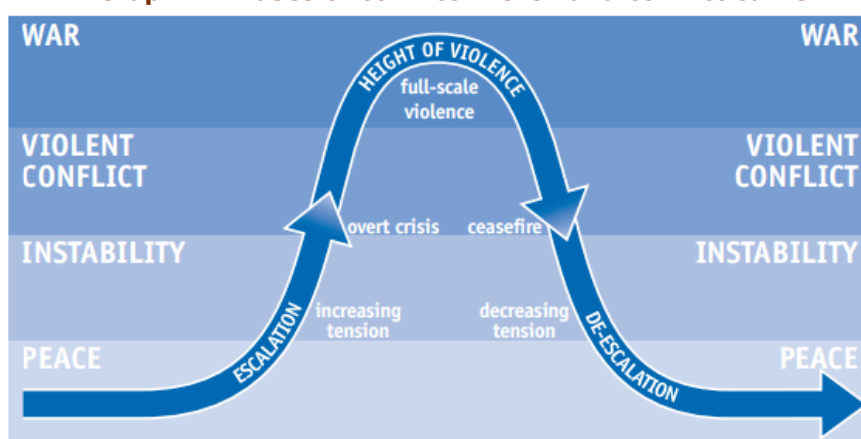 WAR
WAR
HEIGHT OF VIOLENCE
full-scale
violence
VIOLENT
CONFLICT
VIOLENT
CONFLICT
overt crisis
ceasefire
INSTABILITY
INSTABILITY
increasing
tension
decreasing
tension
ESCALATION
DE-ESCALATION
PEACE
PEACE